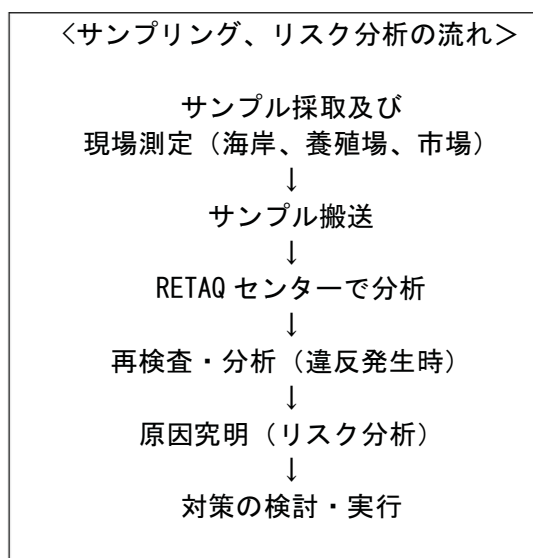 <サンプリング、リスク分析の流れ>
サンプル採取及び
現場測定(海岸、養殖場、市場)
↓
サンプル搬送
↓
RETAQ センターで分析
↓
再検査・分析(違反発生時)
↓
原因究明(リスク分析)
↓
対策の検討・実行